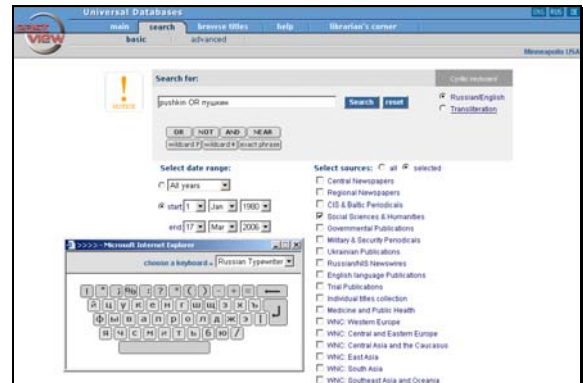 Universal Databases
ENG RUS
main search browse titles help librarian's corner
EAST VIEW
basic advanced
Minneapolis USA
Search for:
Cyrillic keyboard
NOTICE
pushkin OR пушкин
Search reset
Russian/English
Transliteration
OR NOT AND NEAR
wildcard ? wildcard * exact phrase
Select date range:
Select sources: all selected
All years
Central Newspapers
Regional Newspapers
start 1 Jan 1980
CIS & Baltic Periodicals
Social Sciences & Humanities
end 17 Mar 2006
Governmental Publications
Military & Security Periodicals
>>>> - Microsoft Internet Explorer
Ukrainian Publications
choose a keyboard Russian Typewriter
Russian/NIS Newswires
English language Publications
Trial Publications
! " ; % : ? * ( ) - + =
Individual titles collection
й ц у к е н г ш щ з х ъ
Medicine and Public Health
ф ы в а п р о л д ж э
WNC: Western Europe
я ч с м и т ь б ю /
WNC: Central and Eastern Europe
WNC: Central Asia and the Caucasus
WNC: East Asia
WNC: South Asia
WNC: Southeast Asia and Oceania